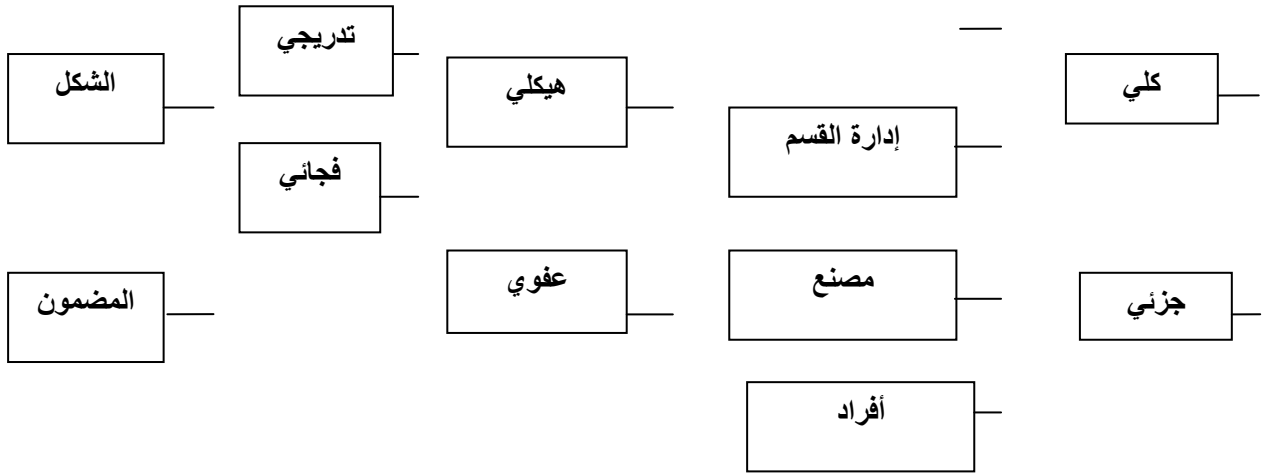 كلي
جزئي
إدارة القسم
مصنع
أفراد
هيكلي
عفوي
تدريجي
فجائي
الشكل
المضمون